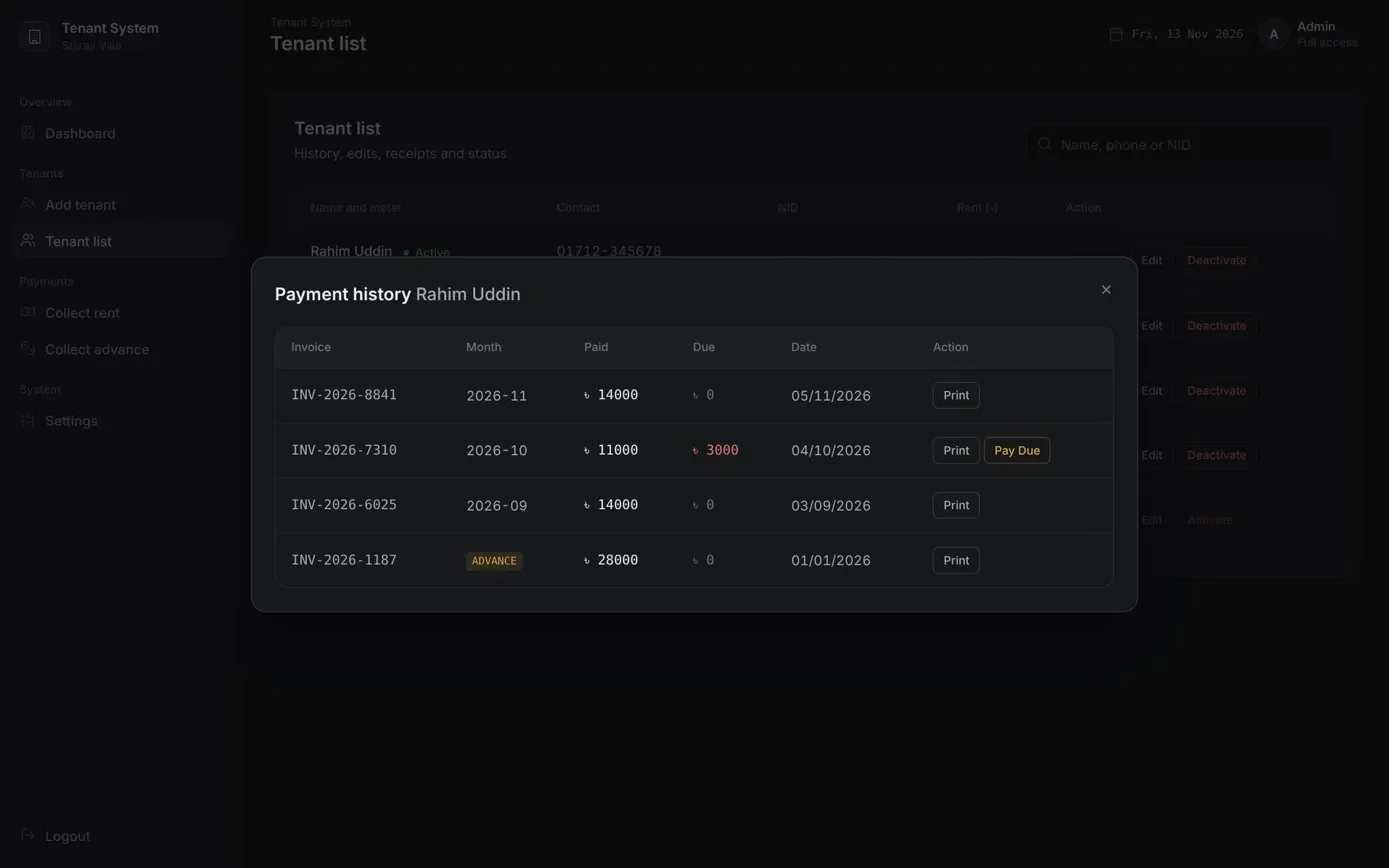 Tenant System
Tenant list
Tenant System
Fri, 13 Nov 2026
A
Admin
Full access
Overview
Dashboard
Tenants
Add tenant
Tenant list
Payments
Collect rent
Collect advance
System
Settings
Logout
Tenant list
History, edits, receipts and status
Name, phone or NID
Name and meter Contact NID Rent (৳) Action
Rahim Uddin Active 01712-345678
Edit Deactivate
Edit Deactivate
Edit Deactivate
Edit Deactivate
Edit Activate
Payment history Rahim Uddin
×
Invoice Month Paid Due Date Action
INV-2026-8841 2026-11 ৳ 14000 ৳ 0 05/11/2026 Print
INV-2026-7310 2026-10 ৳ 11000 ৳ 3000 04/10/2026 Print Pay Due
INV-2026-6025 2026-09 ৳ 14000 ৳ 0 03/09/2026 Print
INV-2026-1187 ADVANCE ৳ 28000 ৳ 0 01/01/2026 Print